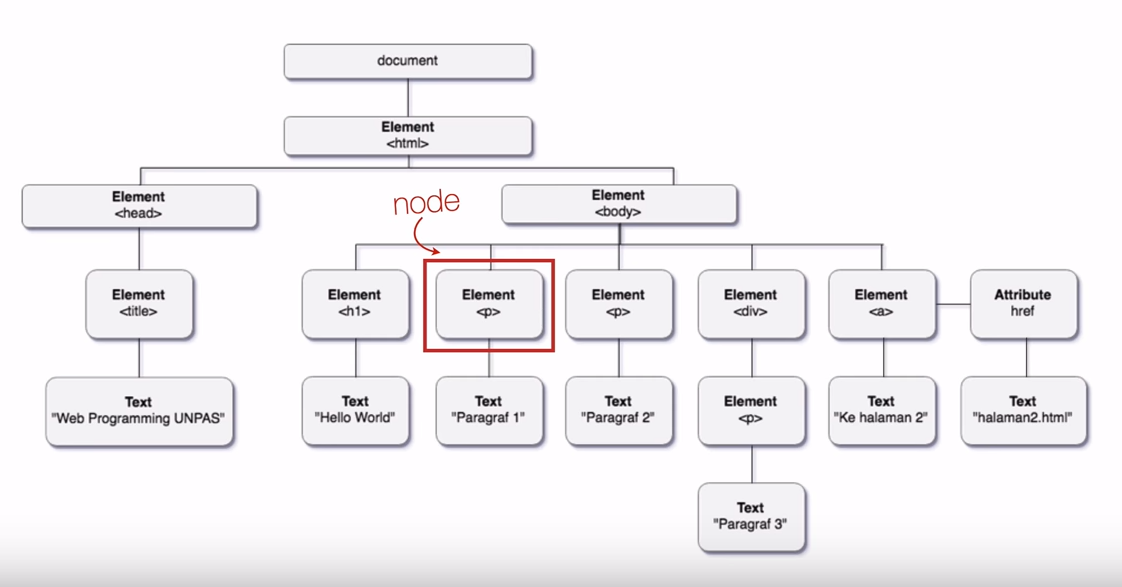 document
Element
<html>
Element
<head>
node
Element
<body>
Element
<title>
Element
<h1>
Element
<p>
Element
<p>
Element
<div>
Element
<a>
Attribute
href
Text
"Web Programming UNPAS"
Text
"Hello World"
Text
"Paragraf 1"
Text
"Paragraf 2"
Element
<p>
Text
"Ke halaman 2"
Text
"halaman2.html"
Text
"Paragraf 3"